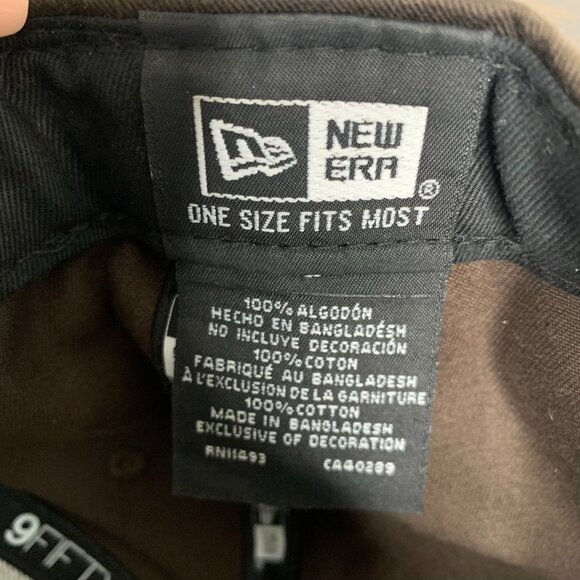 NEW
ERA
®
ONE SIZE FITS MOST
100% ALGODÓN
HECHO EN BANGLADÉSH
NO INCLUYE DECORACIÓN
100% COTON
FABRIQUÉ AU BANGLADESH
À L'EXCLUSION DE LA GARNITURE
100% COTTON
MADE IN BANGLADESH
EXCLUSIVE OF DECORATION
RN11493 CA40289
9FIFTY